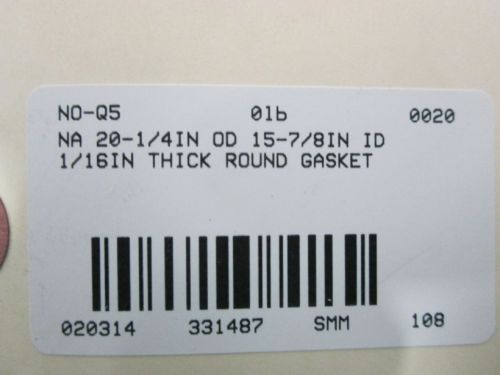 NO-Q5 0lb 0020
NA 20-1/4IN OD 15-7/8IN ID
1/16IN THICK ROUND GASKET
020314 331487 SMM 108